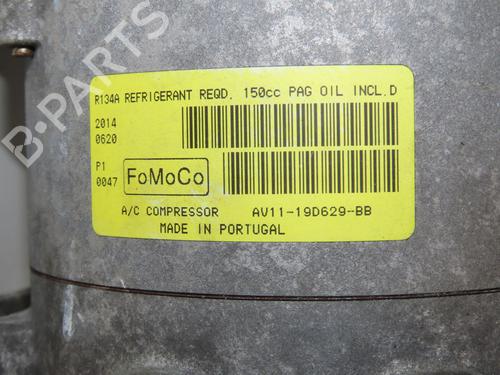 R134A REFRIGERANT REQD. 150cc PAG OIL INCL.D
2014
0620
P1
0047
FoMoCo
A/C COMPRESSOR AV11-19D629-BB
MADE IN PORTUGAL